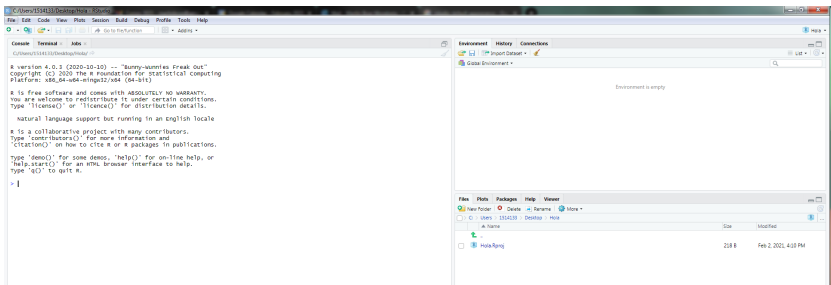 C:/Users/1314133/Desktop/Hola - RStudio
File Edit Code View Plots Session Build Debug Profile Tools Help
Go to file/function Addins
Hola
Console Terminal Jobs
C:/Users/1314133/Desktop/Hola/
R version 4.0.3 (2020-10-10) -- "Bunny-Wunnies Freak Out"
Copyright (C) 2020 The R Foundation for Statistical Computing
Platform: x86_64-w64-mingw32/x64 (64-bit)
R is free software and comes with ABSOLUTELY NO WARRANTY.
You are welcome to redistribute it under certain conditions.
Type 'license()' or 'licence()' for distribution details.
Natural language support but running in an English locale
R is a collaborative project with many contributors.
Type 'contributors()' for more information and
'citation()' on how to cite R or R packages in publications.
Type 'demo()' for some demos, 'help()' for on-line help, or
'help.start()' for an HTML browser interface to help.
Type 'q()' to quit R.
>
Environment History Connections
Import Dataset
List
Global Environment
Environment is empty
Files Plots Packages Help Viewer
New Folder Delete Rename More
C: Users 1314133 Desktop Hola
Name Size Modified
..
Hola.Rproj 218 B Feb 2, 2021, 4:10 PM